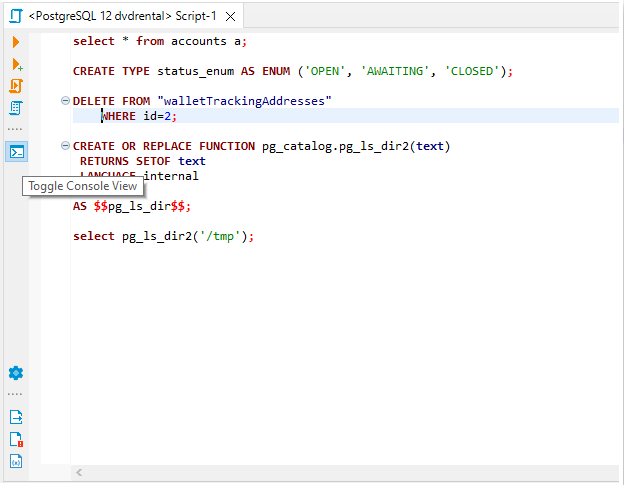 <PostgreSQL 12 dvdrental> Script-1
select * from accounts a;
CREATE TYPE status_enum AS ENUM ('OPEN', 'AWAITING', 'CLOSED');
DELETE FROM "walletTrackingAddresses"
WHERE id=2;
CREATE OR REPLACE FUNCTION pg_catalog.pg_ls_dir2(text)
RETURNS SETOF text
LANGUAGE internal
Toggle Console View
AS $$pg_ls_dir$$;
select pg_ls_dir2('/tmp');